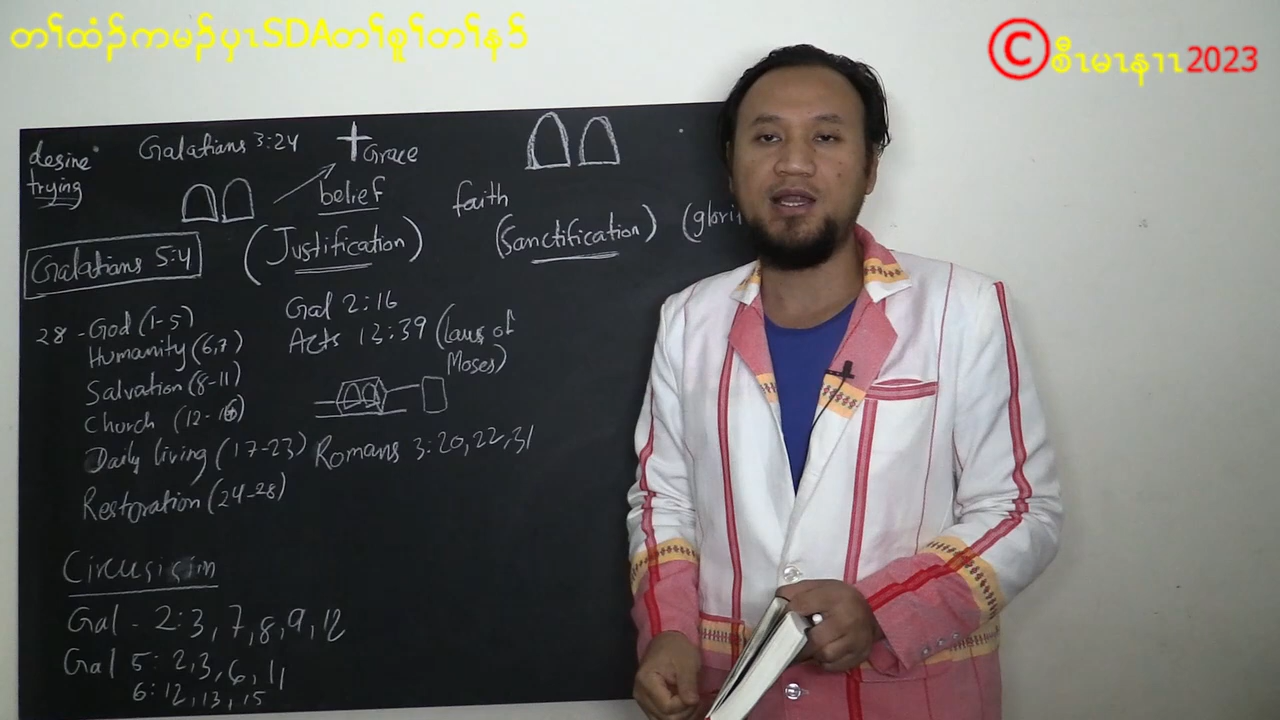 တၢ်ထံၣ်ကမၣ်ပှၤSDAတၢ်စူၢ်တၢ်နာ်
©စီၤမၤနၤၤ2023
desine
trying
Galatians 3:24
Grace
belief
faith
Galatians 5:4
(Justification)
(Sanctification)
(glorif
28 - God (1-5)
Humanity (6,7)
Salvation (8-11)
Church (12-16)
Daily living (17-23)
Restoration (24-28)
Gal 2:16
Acts 13:39 (Laws of
Moses)
Romans 3:20,22,31
Circusisim
Gal - 2:3, 7,8,9,12
Gal 5: 2,3,6,11
6: 12,13,15